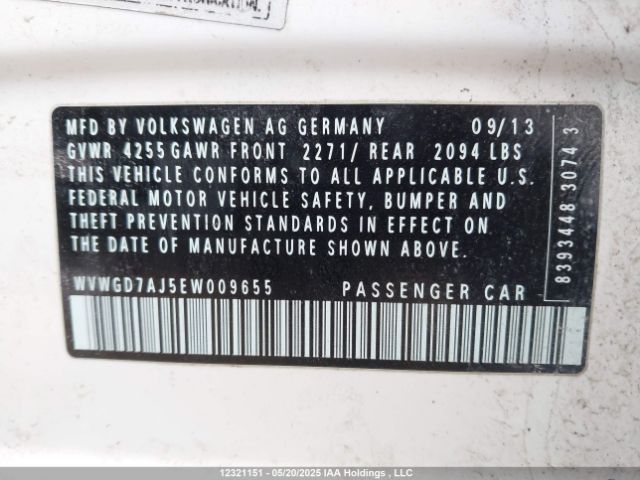 MFD BY VOLKSWAGEN AG GERMANY 09/13
GVWR 4255 GAWR FRONT 2271/ REAR 2094 LBS
THIS VEHICLE CONFORMS TO ALL APPLICABLE U.S.
FEDERAL MOTOR VEHICLE SAFETY, BUMPER AND
THEFT PREVENTION STANDARDS IN EFFECT ON
THE DATE OF MANUFACTURE SHOWN ABOVE.
WVWGD7AJ5EW009655 PASSENGER CAR
8393448 3074 3
12321151 - 05/20/2025 IAA Holdings , LLC